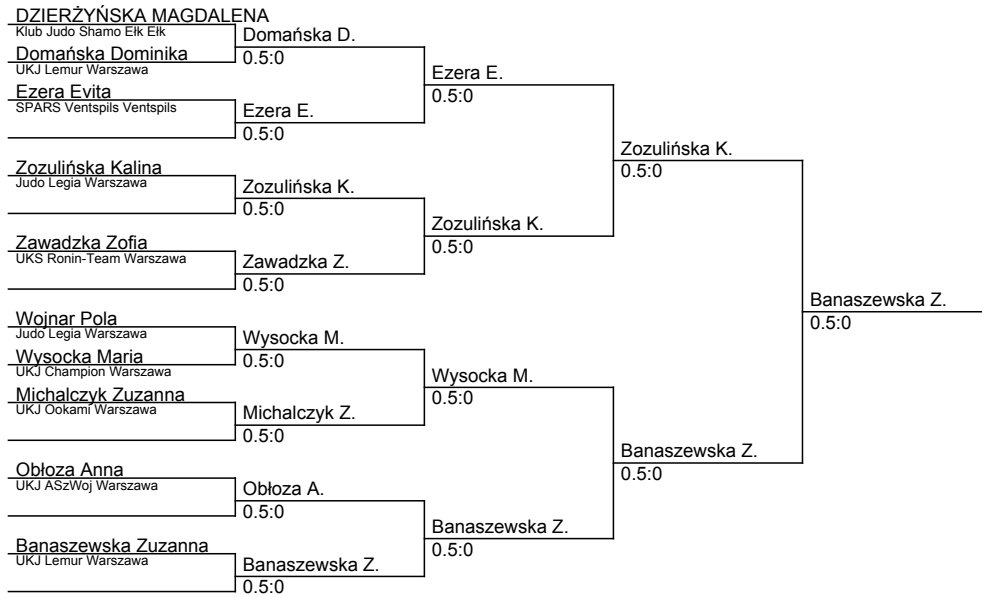 DZIERŻYŃSKA MAGDALENA
Klub Judo Shamo Ełk Ełk
Domańska Dominika
UKJ Lemur Warszawa
Ezera Evita
SPARS Ventspils Ventspils
Zozulińska Kalina
Judo Legia Warszawa
Zawadzka Zofia
UKS Ronin-Team Warszawa
Wojnar Pola
Judo Legia Warszawa
Wysocka Maria
UKJ Champion Warszawa
Michalczyk Zuzanna
UKJ Ookami Warszawa
Obłoza Anna
UKJ ASzWoj Warszawa
Banaszewska Zuzanna
UKJ Lemur Warszawa
Domańska D.
0.5:0
Ezera E.
0.5:0
Zozulińska K.
0.5:0
Zawadzka Z.
0.5:0
Wysocka M.
0.5:0
Michalczyk Z.
0.5:0
Obłoza A.
0.5:0
Banaszewska Z.
0.5:0
Ezera E.
0.5:0
Zozulińska K.
0.5:0
Wysocka M.
0.5:0
Banaszewska Z.
0.5:0
Zozulińska K.
0.5:0
Banaszewska Z.
0.5:0
Banaszewska Z.
0.5:0